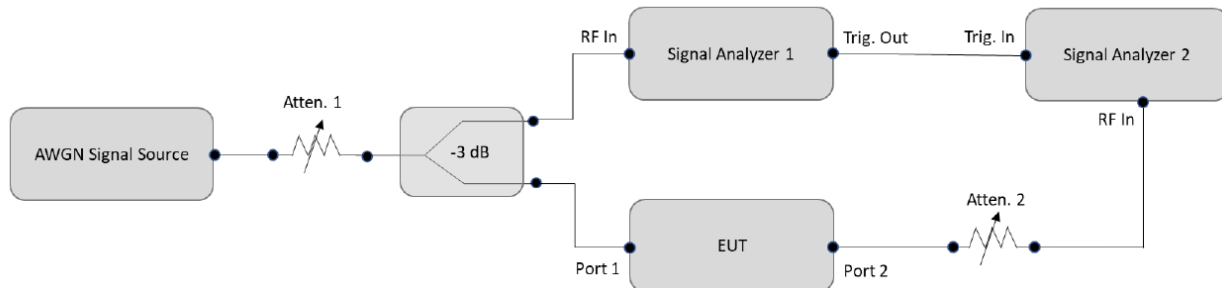 RF In
Signal Analyzer 1
Trig. Out
Trig. In
Signal Analyzer 2
RF In
Atten. 1
AWGN Signal Source
-3 dB
Atten. 2
EUT
Port 1
Port 2